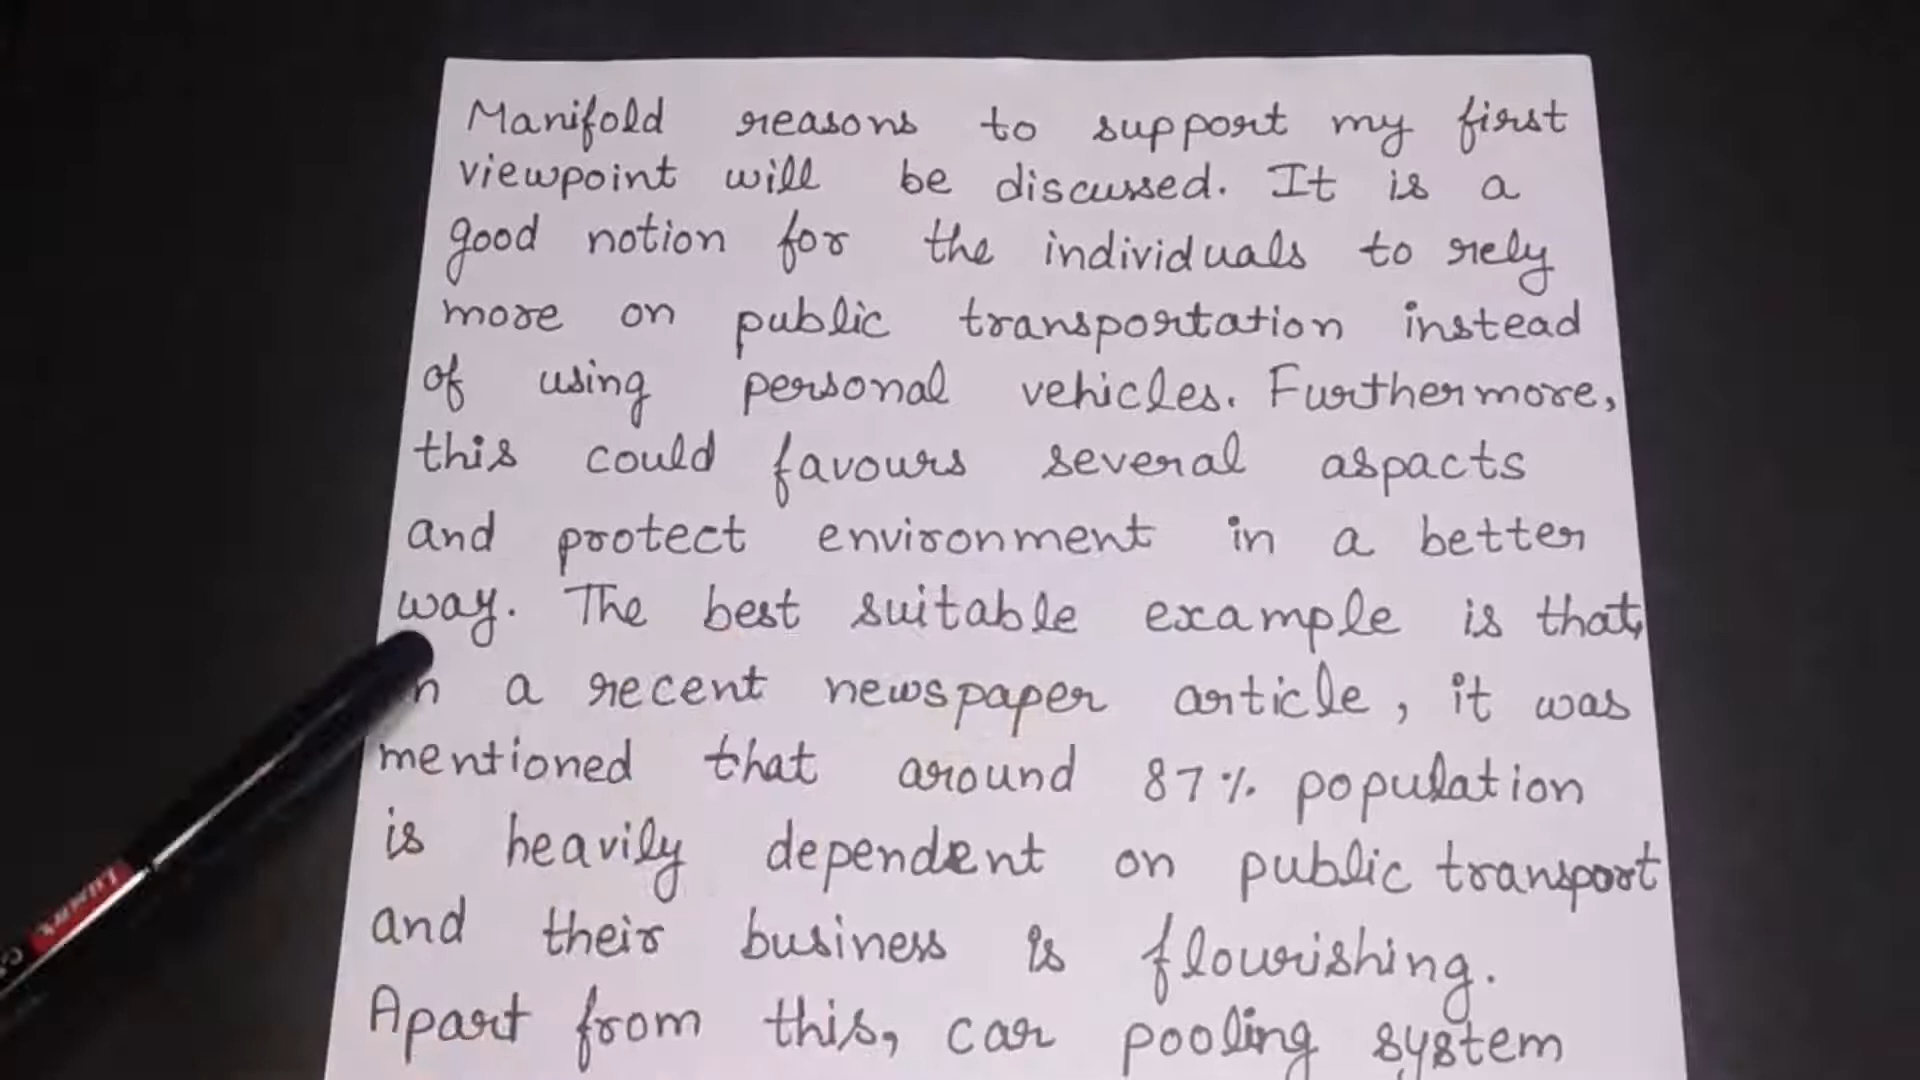 Manifold reasons to support my first
viewpoint will be discussed. It is a
good notion for the individuals to rely
more on public transportation instead
of using personal vehicles. Furthermore,
this could favours several aspacts
and protect environment in a better
way. The best suitable example is that,
a recent newspaper article, it was
mentioned that around 87% population
is heavily dependent on public transport
and their business is flourishing.
Apart from this, car pooling system
Luxor